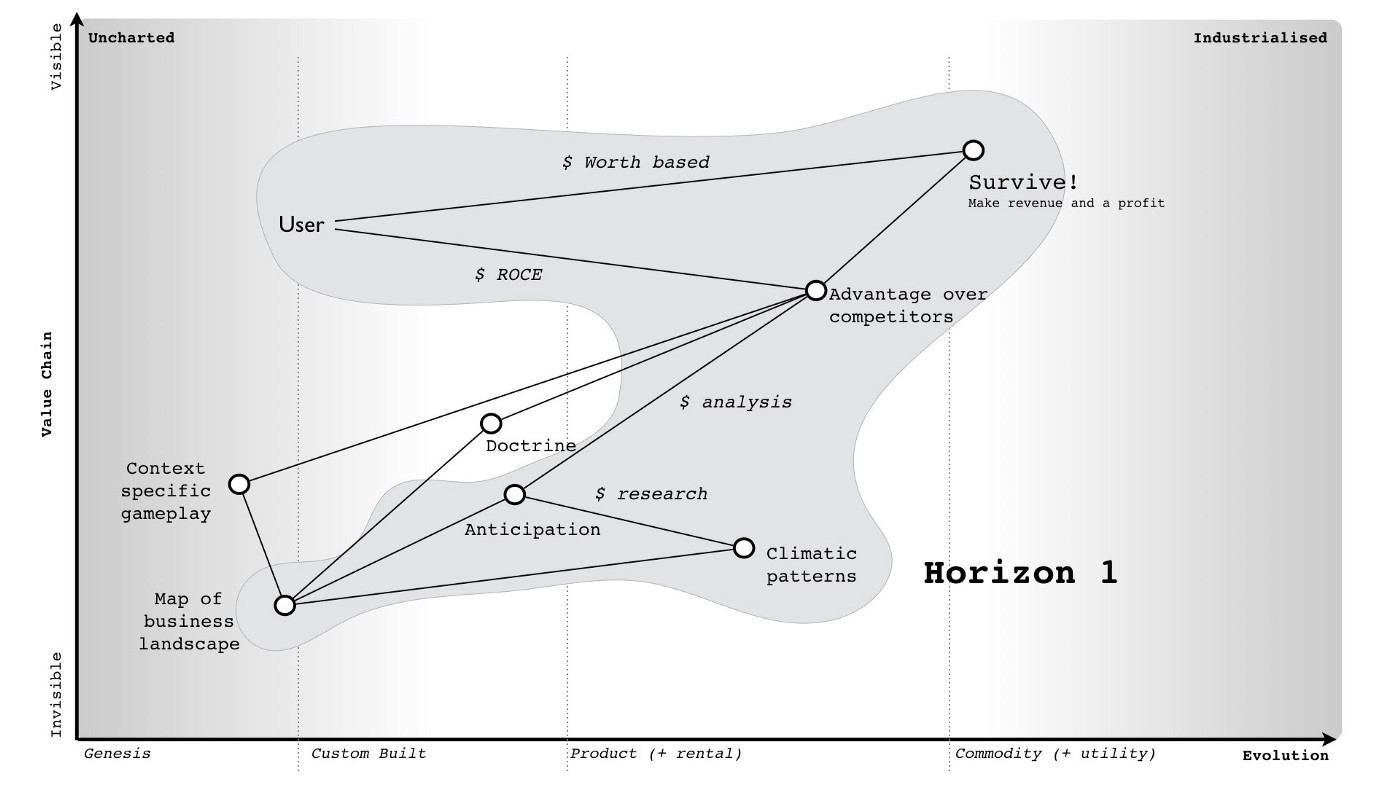 Visible
Uncharted
Industrialised
$ Worth based
Survive!
Make revenue and a profit
User
$ ROCE
Advantage over
competitors
Value Chain
$ analysis
Doctrine
Context
specific
gameplay
$ research
Anticipation
Climatic
patterns
Horizon 1
Map of
business
landscape
Invisible
Genesis
Custom Built
Product (+ rental)
Commodity (+ utility)
Evolution